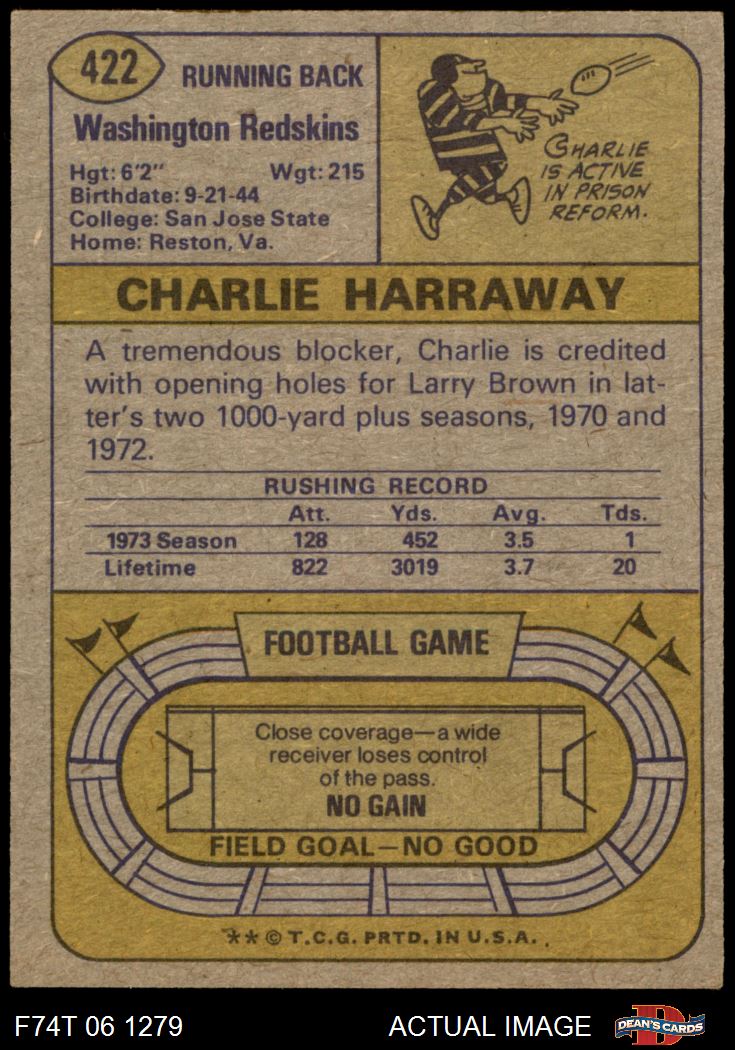 422
RUNNING BACK
Washington Redskins
Hgt: 6'2" Wgt: 215
Birthdate: 9-21-44
College: San Jose State
Home: Reston, Va.
CHARLIE
IS ACTIVE
IN PRISON
REFORM.
CHARLIE HARRAWAY
A tremendous blocker, Charlie is credited
with opening holes for Larry Brown in lat-
ter's two 1000-yard plus seasons, 1970 and
1972.
RUSHING RECORD
Att. Yds. Avg. Tds.
1973 Season 128 452 3.5 1
Lifetime 822 3019 3.7 20
FOOTBALL GAME
Close coverage—a wide
receiver loses control
of the pass.
NO GAIN
FIELD GOAL—NO GOOD
** © T.C.G. PRTD. IN U.S.A.
F74T 06 1279 ACTUAL IMAGE
D
DEAN'S CARDS